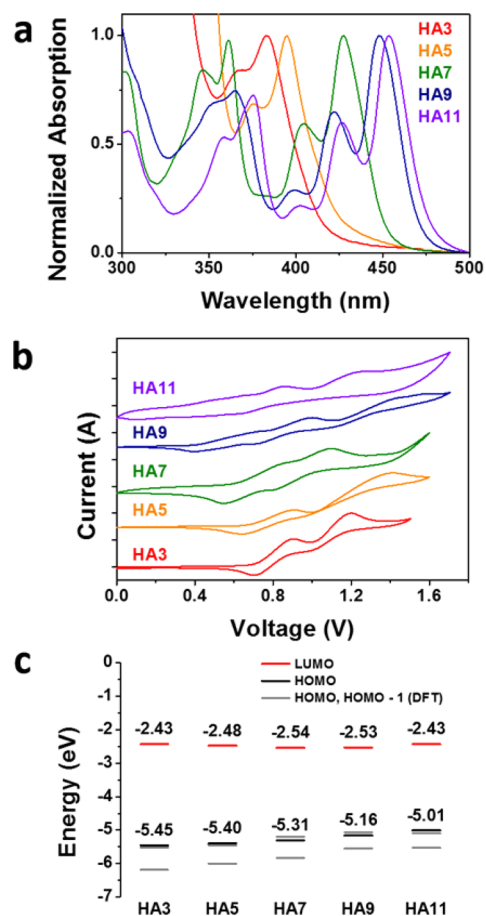 a
Normalized Absorption
1.0
0.5
0.0
HA3
HA5
HA7
HA9
HA11
300 350 400 450 500
Wavelength (nm)
b
Current (A)
HA11
HA9
HA7
HA5
HA3
0.0 0.4 0.8 1.2 1.6
Voltage (V)
c
Energy (eV)
0
-1
-2
-3
-4
-5
-6
-7
LUMO
HOMO
HOMO, HOMO - 1 (DFT)
-2.43 -2.48 -2.54 -2.53 -2.43
-5.45 -5.40 -5.31 -5.16 -5.01
HA3 HA5 HA7 HA9 HA11